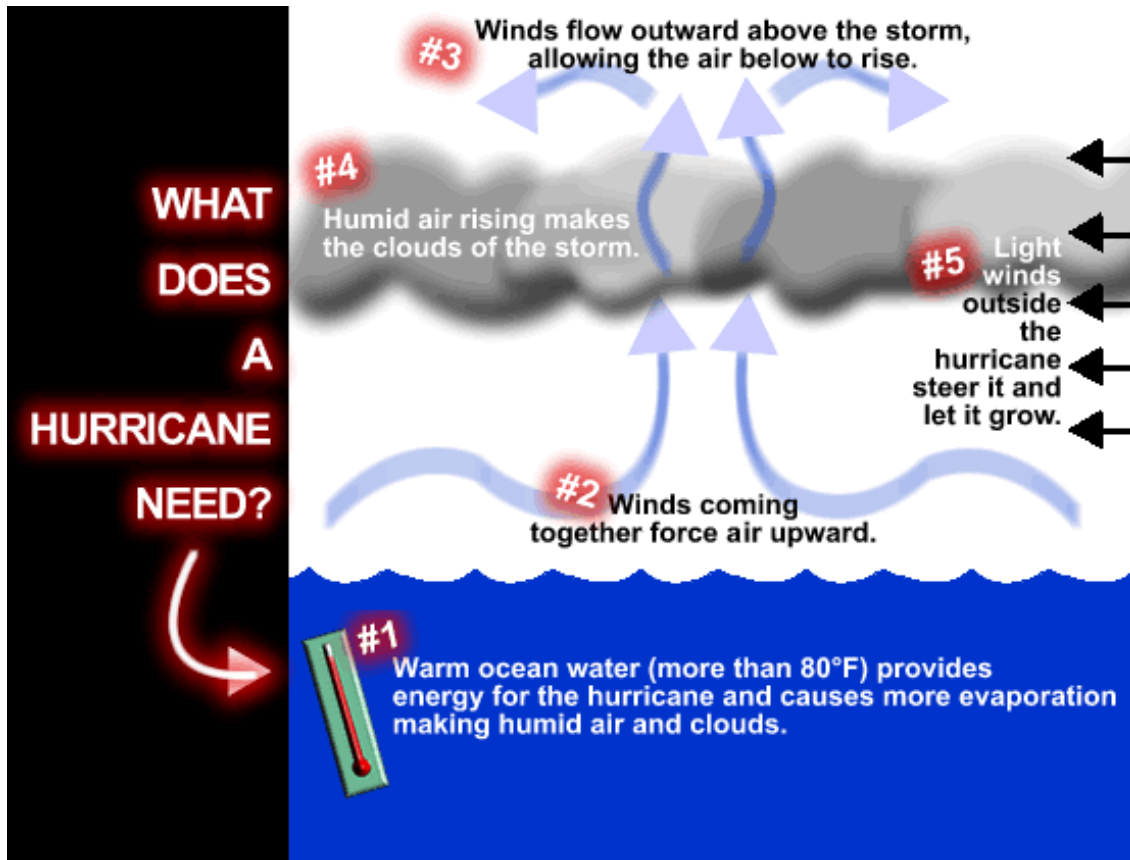 WHAT
DOES
A
HURRICANE
NEED?
#1
Warm ocean water (more than 80°F) provides
energy for the hurricane and causes more evaporation
making humid air and clouds.
#2
Winds coming
together force air upward.
#3
Winds flow outward above the storm,
allowing the air below to rise.
#4
Humid air rising makes
the clouds of the storm.
#5
Light
winds
outside
the
hurricane
steer it and
let it grow.